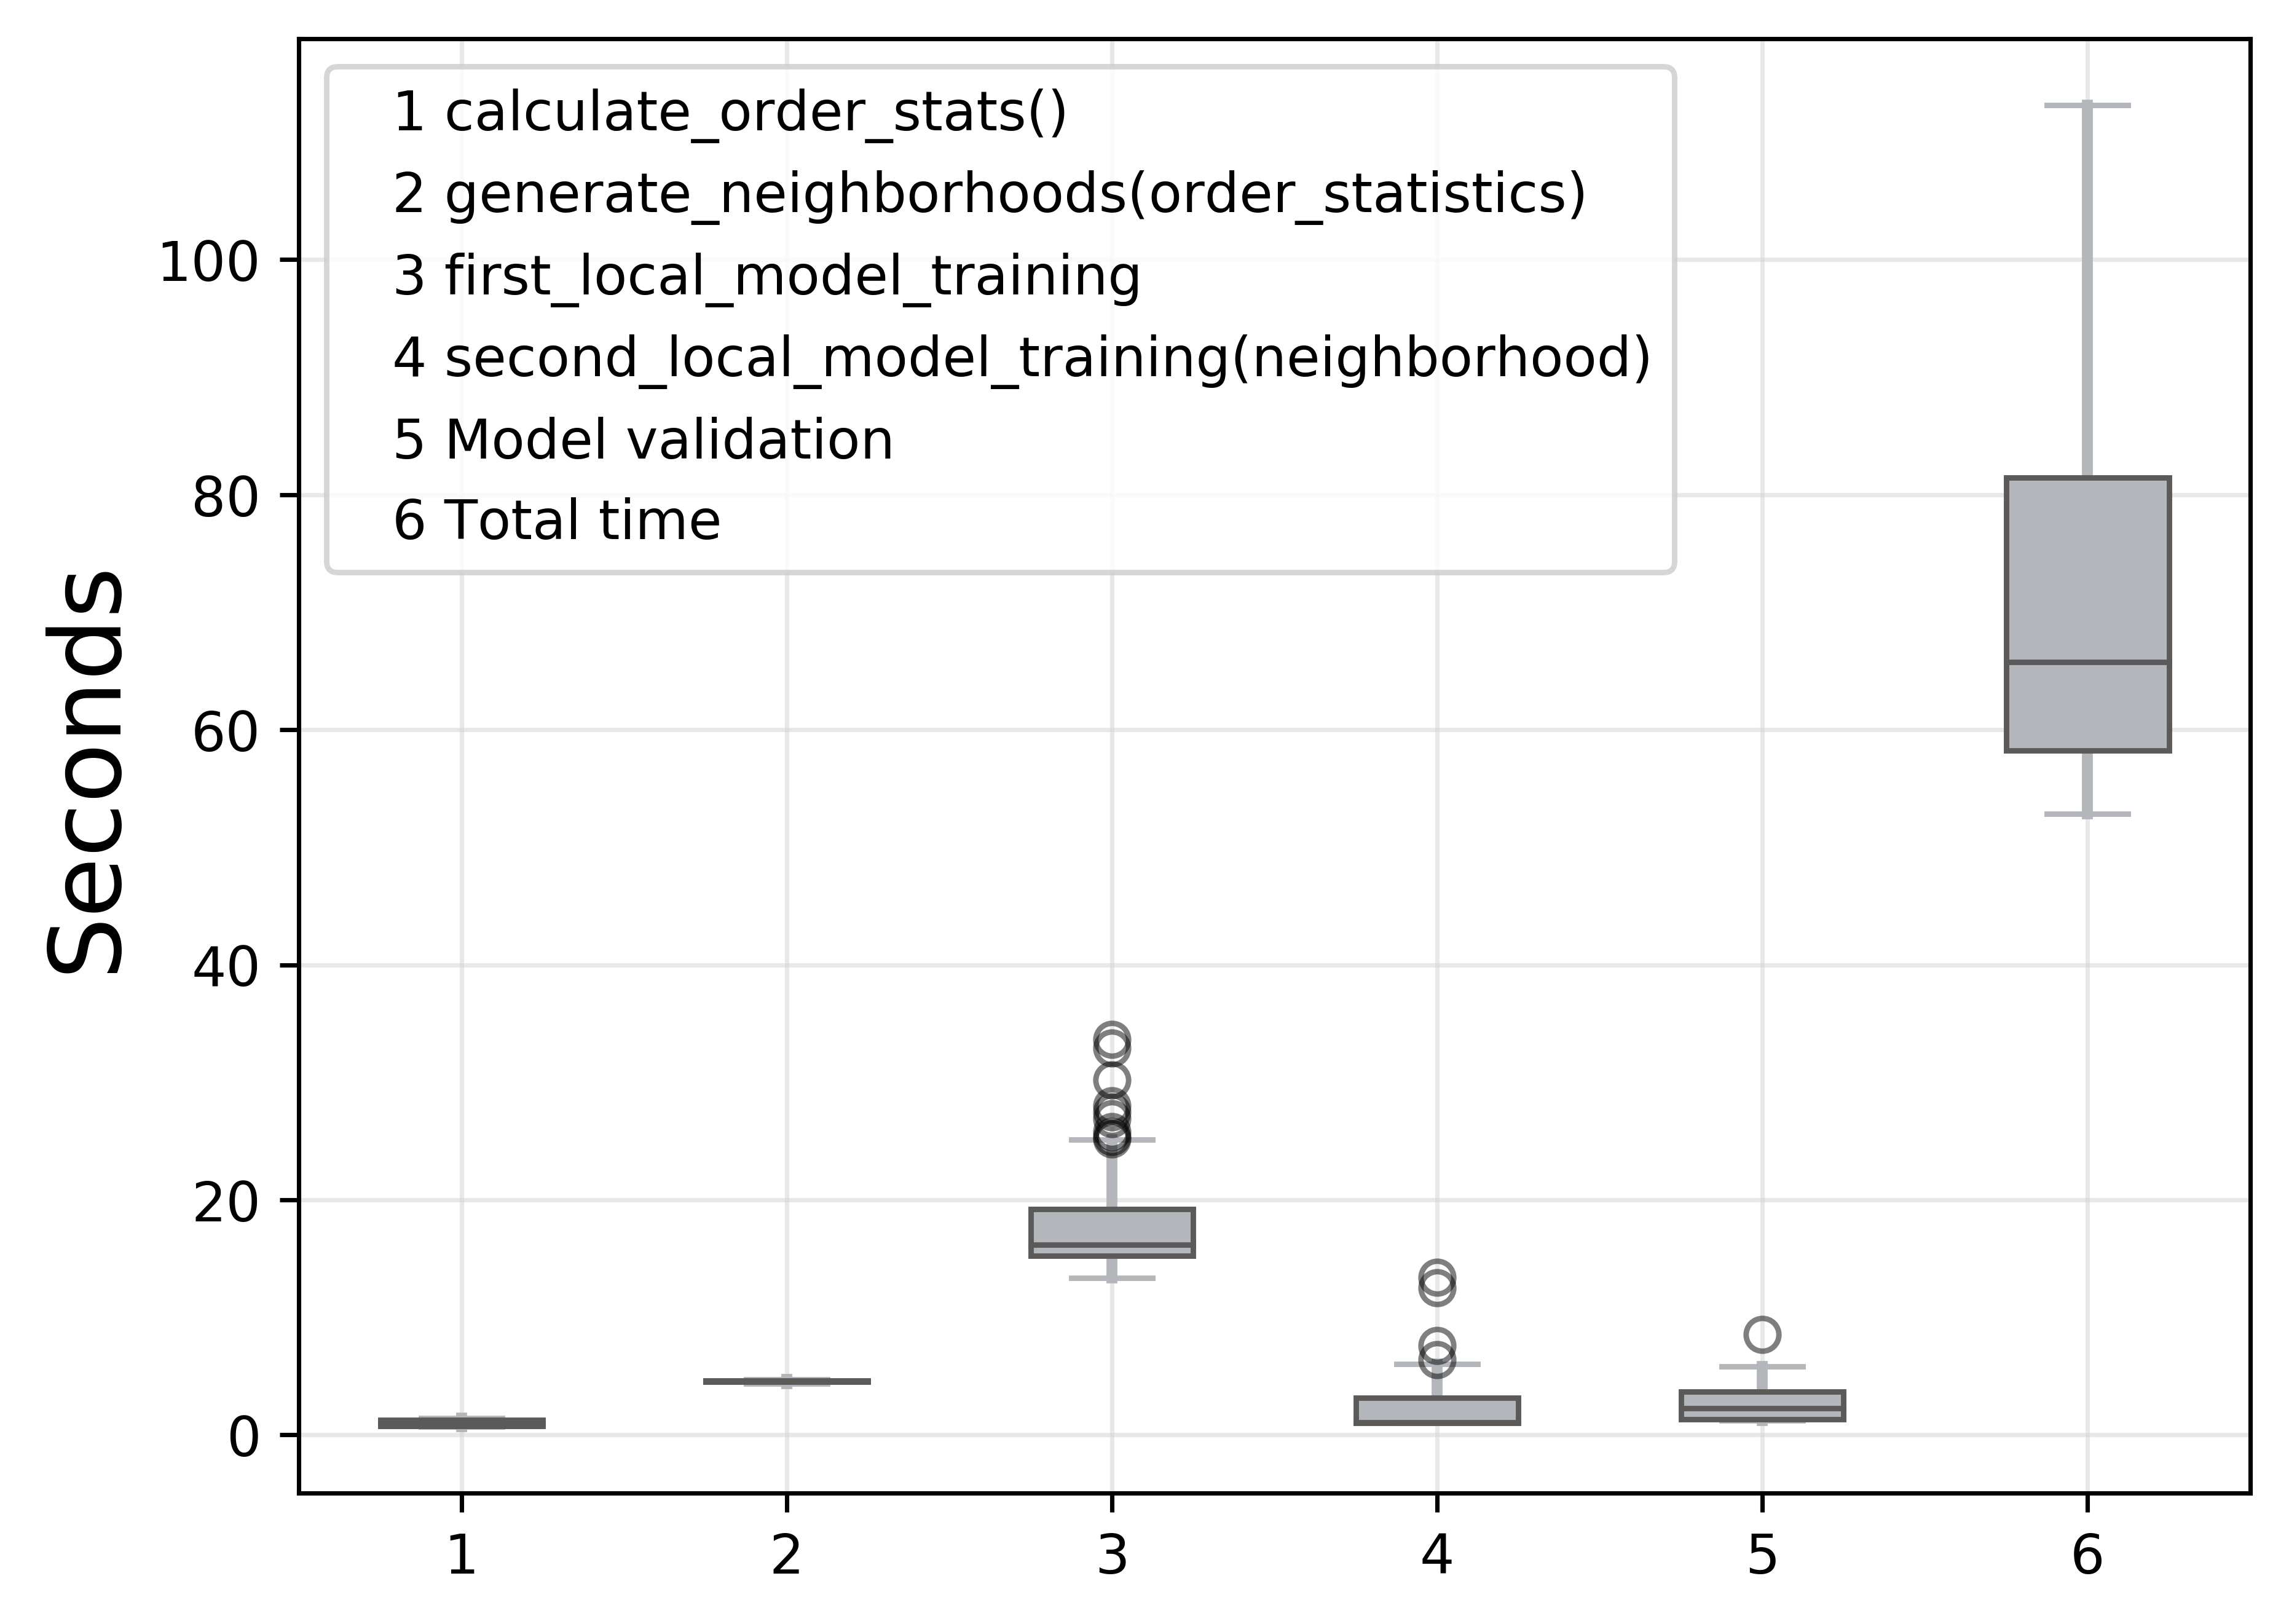 1 calculate_order_stats()
2 generate_neighborhoods(order_statistics)
3 first_local_model_training
4 second_local_model_training(neighborhood)
5 Model validation
6 Total time
Seconds
100
80
60
40
20
0
1 2 3 4 5 6